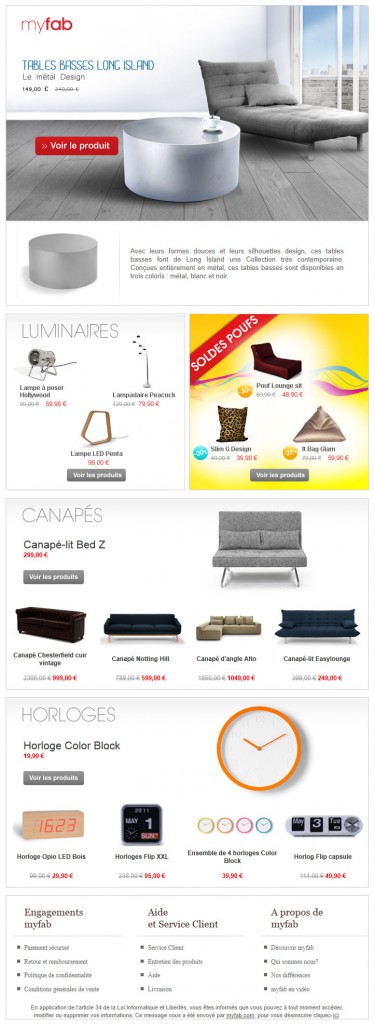 myfab
TABLES BASSES LONG ISLAND
Le métal Design
149,00 € 249,00 €
» Voir le produit
Avec leurs formes douces et leurs silhouettes design, ces tables
basses font de Long Island une Collection très contemporaine.
Conçues entièrement en métal, ces tables basses sont disponibles en
trois coloris : métal, blanc et noir.
LUMINAIRES
Lampe à poser
Hollywood
59,90 €
Lampadaire Peacock
129,00 € 79,90 €
Lampe LED Penta
99,00 €
Voir les produits
SOLDES POUFS
Pouf Lounge sit
69,90 € 48,90 €
Slim G Design
39,90 €
It Bag Glam
59,90 €
Voir les produits
CANAPÉS
Canapé-lit Bed Z
299,00 €
Voir les produits
Canapé Chesterfield cuir
vintage
2399,00 € 999,00 €
Canapé Notting Hill
789,00 € 599,00 €
Canapé d'angle Alto
1049,00 €
Canapé-lit Easylounge
399,00 € 249,00 €
HORLOGES
Horloge Color Block
19,90 €
Voir les produits
16:23
2011
MAY
1
SUN
MAY 3 Tue
Horloge Opio LED Bois
99,00 € 29,90 €
Horloges Flip XXL
238,00 € 95,00 €
Ensemble de 4 horloges Color
Block
39,90 €
Horlog Flip capsule
114,00 € 49,90 €
Engagements
myfab
Paiement sécurisé
Retour et remboursement
Politique de confidentialité
Conditions générales de vente
Aide
et Service Client
Service Client
Entretien des produits
Aide
Livraison
A propos de
myfab
Découvrir myfab
Qui sommes nous?
Nos différences
myfab en vidéo
En application de l'article 34 de la Loi Informatique et Libertés, vous êtes informés que vous pouvez à tout moment accéder,
modifier ou supprimer vos informations. Ce message vous a été envoyé par myfab.com, pour vous désinscrire cliquez-ici